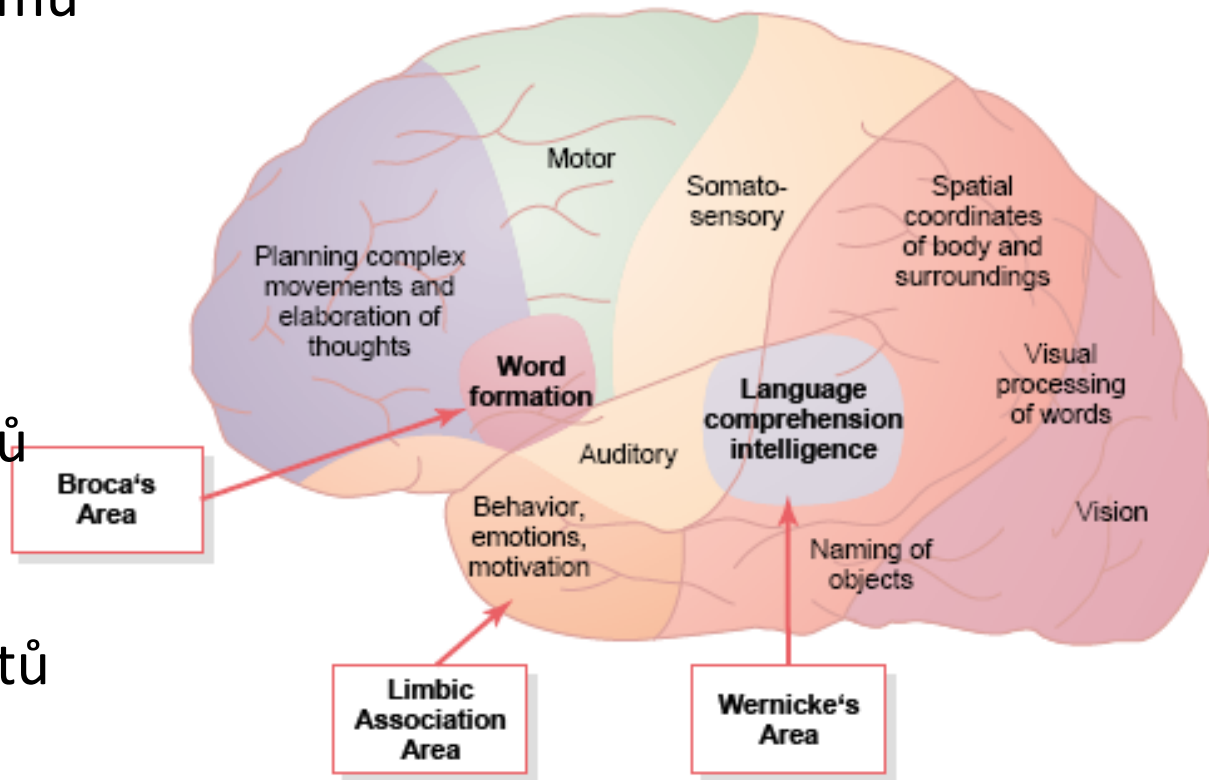 mu
Motor
Somato-
sensory
Spatial
coordinates
of body and
surroundings
Planning complex
movements and
elaboration of
thoughts
Word
formation
Visual
processing
of words
Language
comprehension
intelligence
Auditory
ů
Broca‘s
Area
Behavior,
emotions,
motivation
Vision
Naming of
objects
tů
Limbic
Association
Area
Wernicke‘s
Area